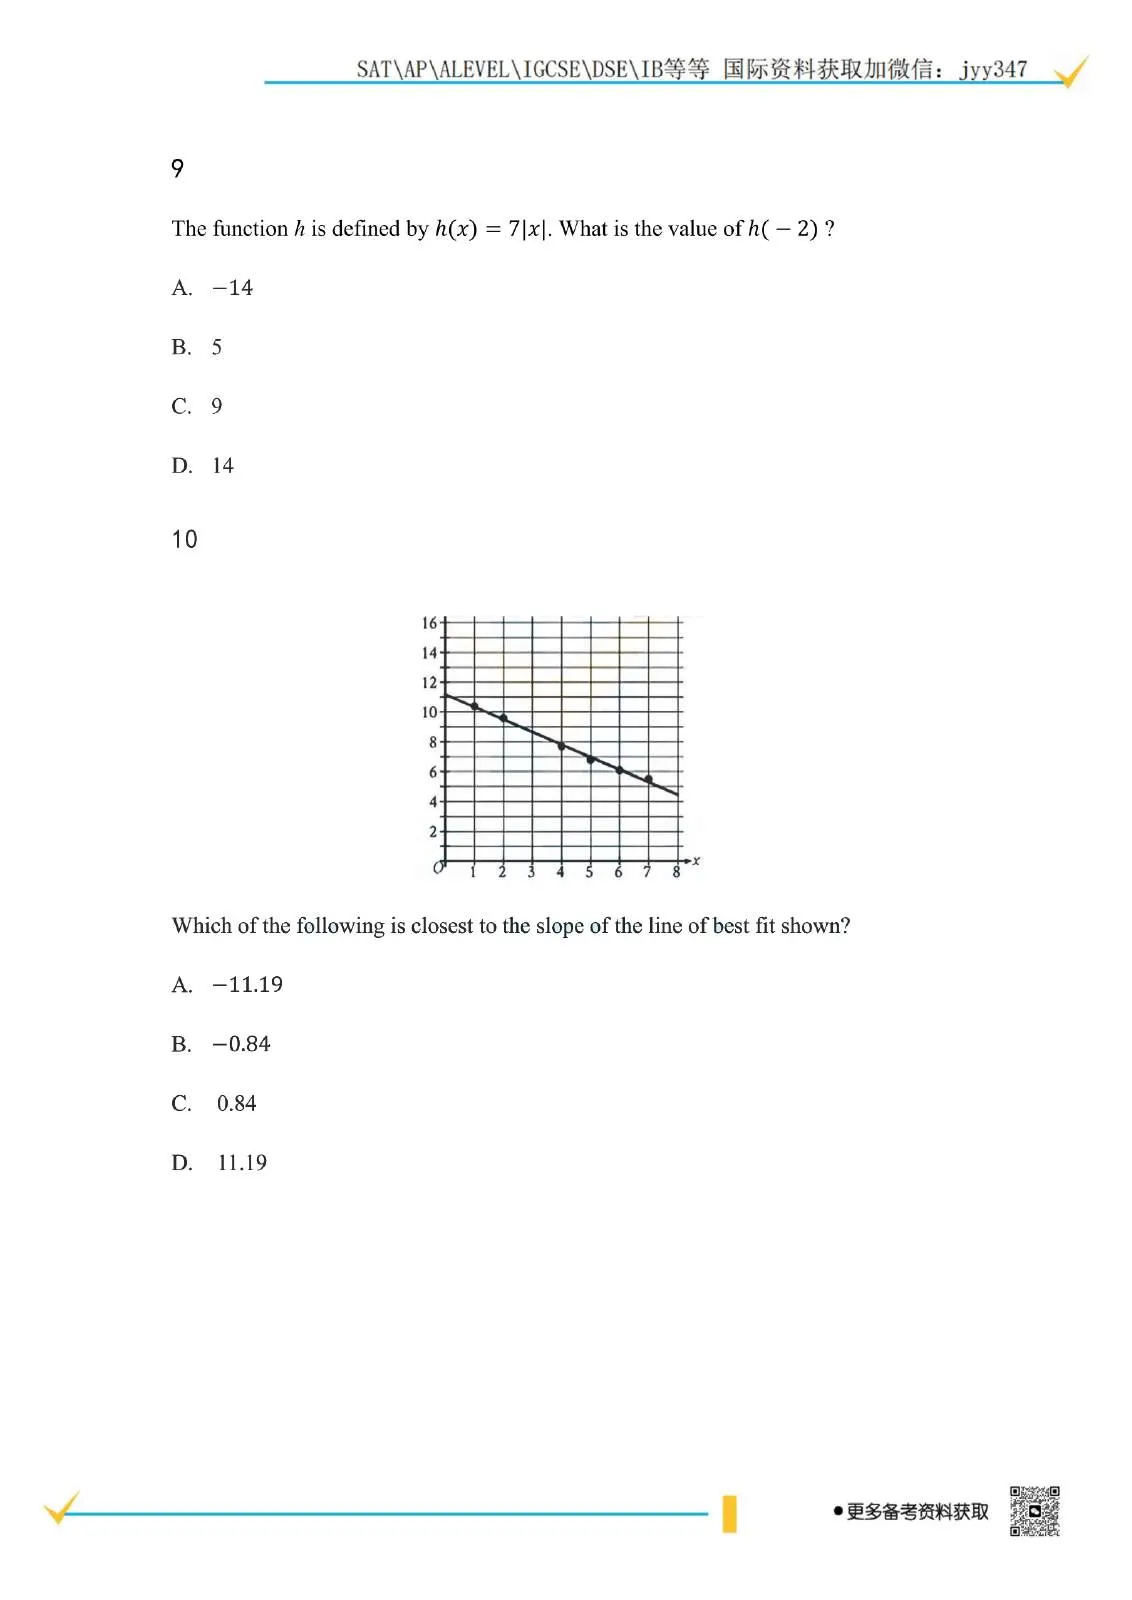 SAT\AP\ALEVEL\IGCSE\DSE\IB等等 国际资料获取加微信：jyy347
9
The function h is defined by h(x) = 7|x|. What is the value of h( − 2) ?
A. −14
B. 5
C. 9
D. 14
10
16
14
12
10
8
6
4
2
O 1 2 3 4 5 6 7 8 x
Which of the following is closest to the slope of the line of best fit shown?
A. −11.19
B. −0.84
C. 0.84
D. 11.19
●更多备考资料获取